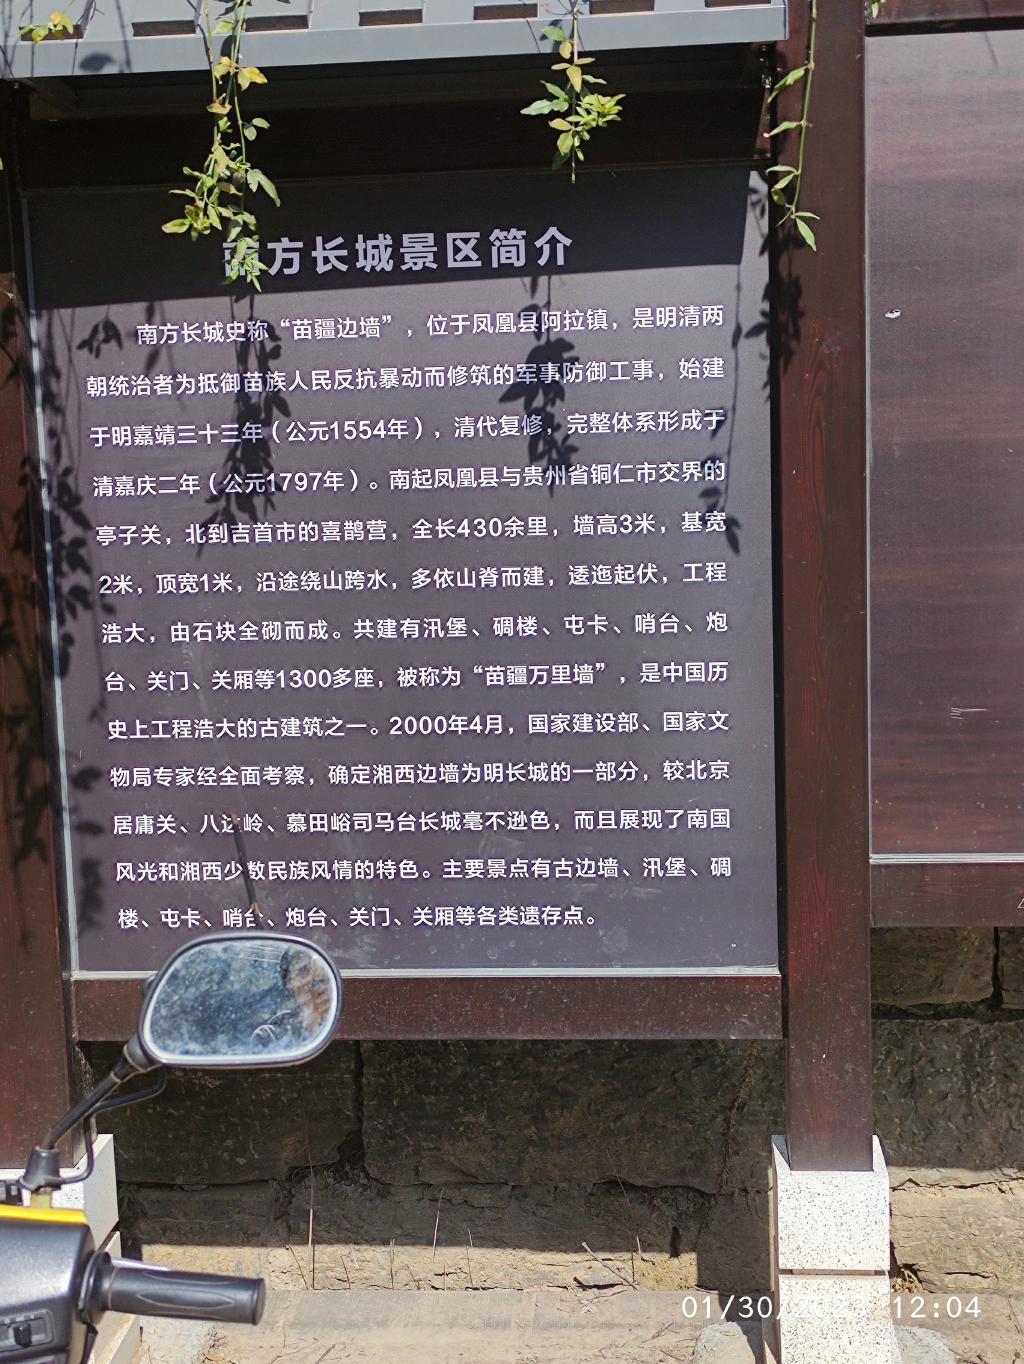 南方长城景区简介
南方长城史称“苗疆边墙”，位于凤凰县阿拉镇，是明清两
朝统治者为抵御苗族人民反抗暴动而修筑的军事防御工事，始建
于明嘉靖三十三年（公元1554年），清代复修，完整体系形成于
清嘉庆二年（公元1797年）。南起凤凰县与贵州省铜仁市交界的
亭子关，北到吉首市的喜鹊营，全长430余里，墙高3米，基宽
2米，顶宽1米，沿途绕山跨水，多依山脊而建，逶迤起伏，工程
浩大，由石块全砌而成。共建有汛堡、碉楼、屯卡、哨台、炮
台、关门、关厢等1300多座，被称为“苗疆万里墙”，是中国历
史上工程浩大的古建筑之一。2000年4月，国家建设部、国家文
物局专家经全面考察，确定湘西边墙为明长城的一部分，较北京
居庸关、八达岭、慕田峪司马台长城毫不逊色，而且展现了南国
风光和湘西少数民族风情的特色。主要景点有古边墙、汛堡、碉
楼、屯卡、哨台、炮台、关门、关厢等各类遗存点。
01/30/2023 12:04